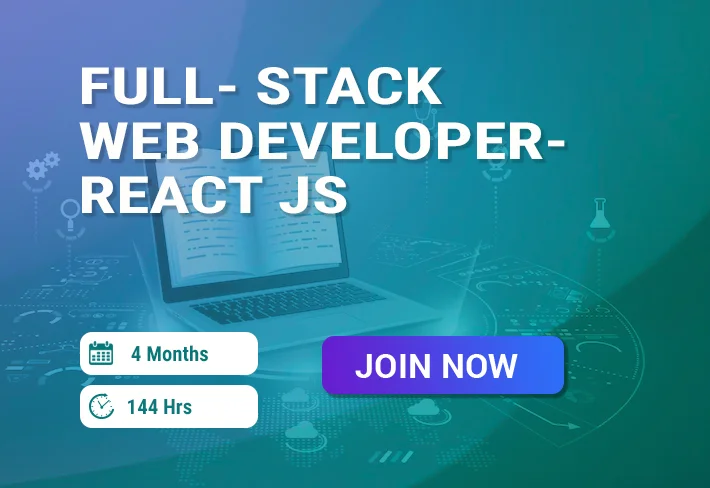 FULL- STACK
WEB DEVELOPER-
REACT JS
4 Months
144 Hrs
JOIN NOW